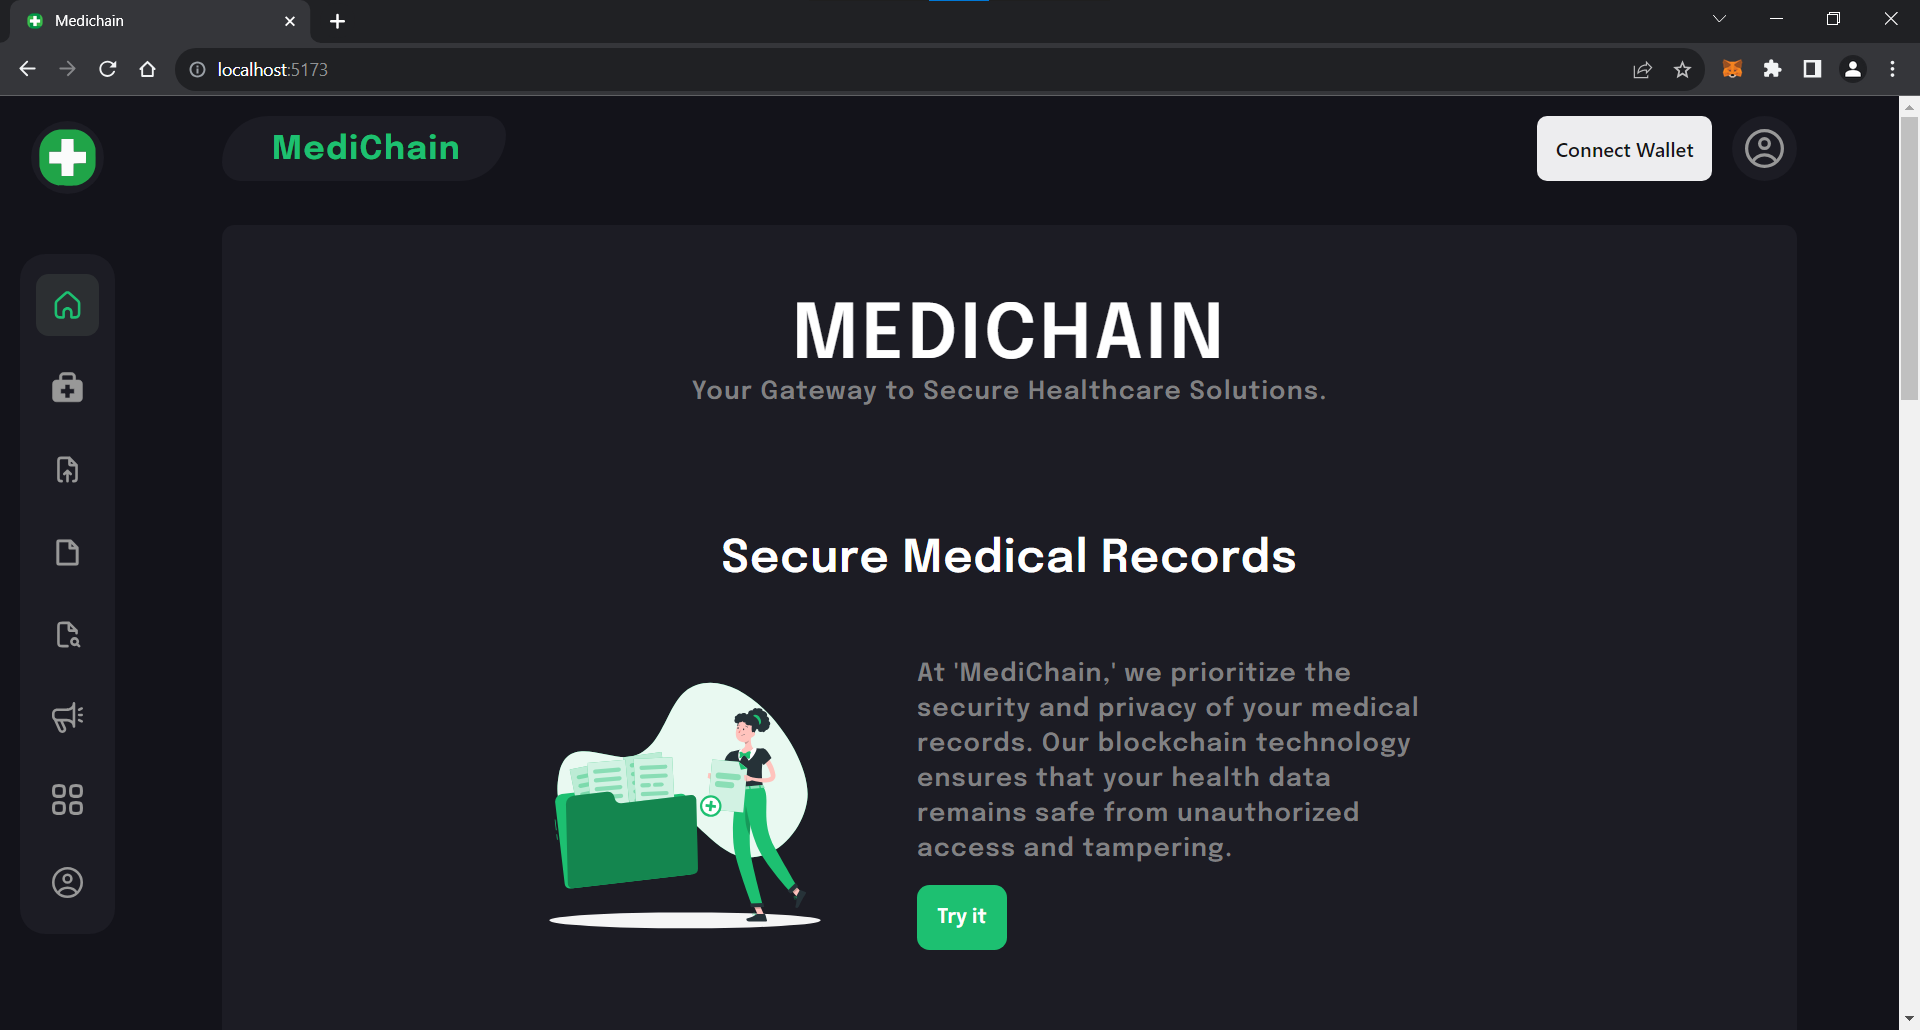 Medichain
localhost:5173
MediChain
Connect Wallet
MEDICHAIN
Your Gateway to Secure Healthcare Solutions.
Secure Medical Records
At 'MediChain,' we prioritize the
security and privacy of your medical
records. Our blockchain technology
ensures that your health data
remains safe from unauthorized
access and tampering.
Try it